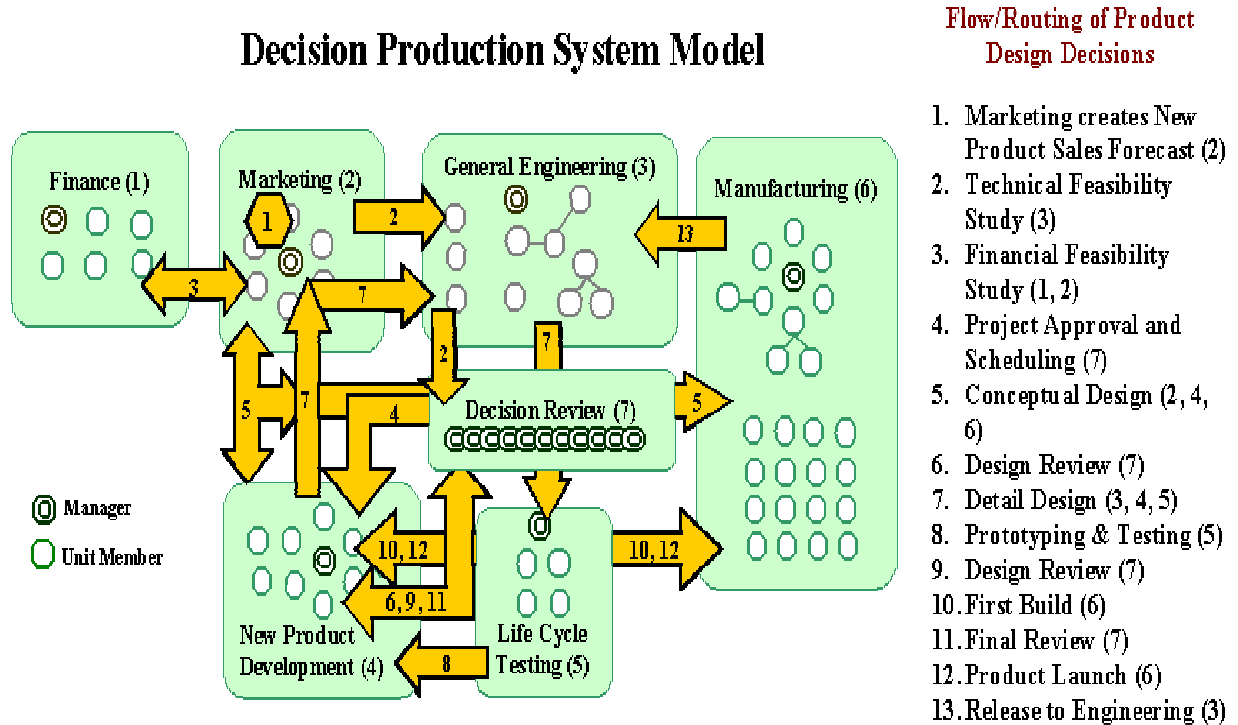 Decision Production System Model
Flow/Routing of Product
Design Decisions
Finance (1)
Marketing (2)
General Engineering (3)
Manufacturing (6)
1
2
13
3
7
2
7
5
7
4
Decision Review (7)
5
Manager
Unit Member
10, 12
10, 12
6, 9, 11
New Product
Development (4)
8
Life Cycle
Testing (5)
1. Marketing creates New
Product Sales Forecast (2)
2. Technical Feasibility
Study (3)
3. Financial Feasibility
Study (1, 2)
4. Project Approval and
Scheduling (7)
5. Conceptual Design (2, 4,
6)
6. Design Review (7)
7. Detail Design (3, 4, 5)
8. Prototyping & Testing (5)
9. Design Review (7)
10. First Build (6)
11. Final Review (7)
12. Product Launch (6)
13. Release to Engineering (3)